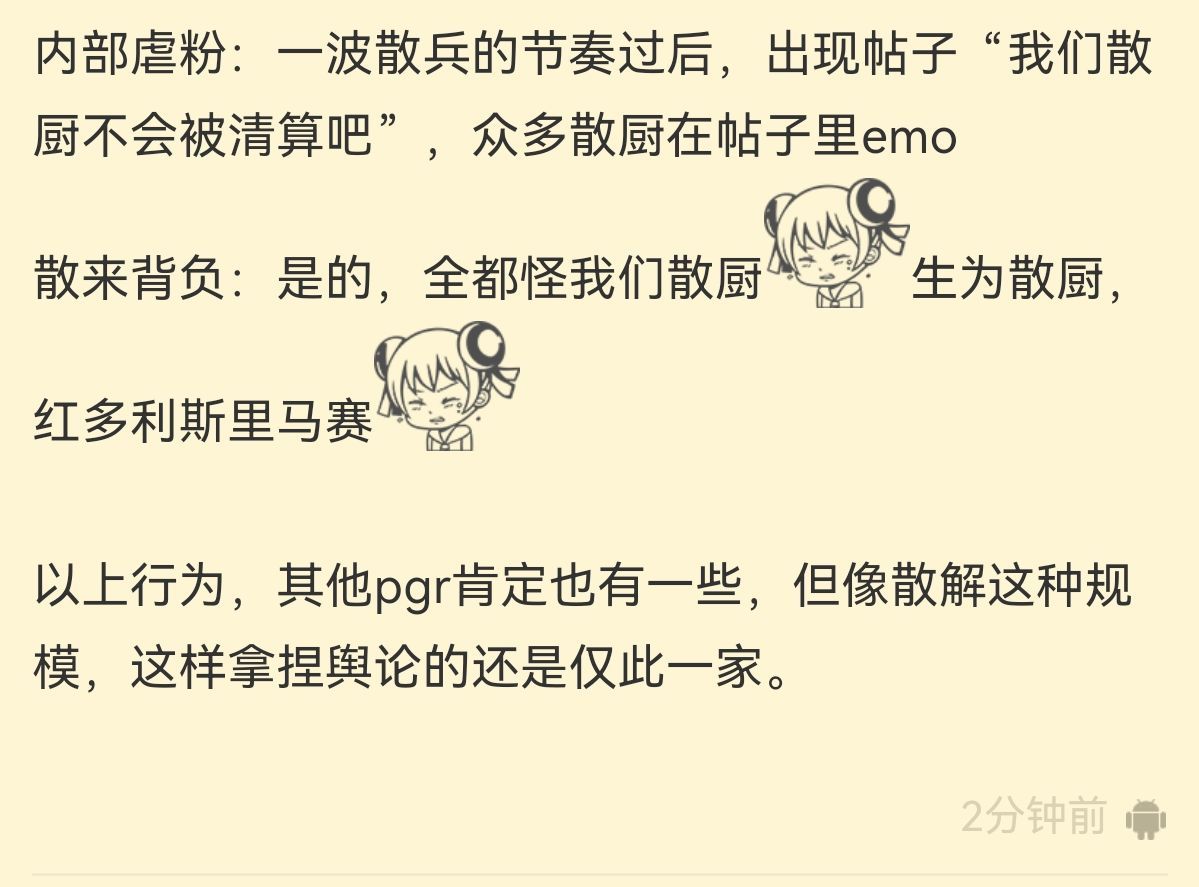 内部虐粉：一波散兵的节奏过后，出现帖子“我们散
厨不会被清算吧”，众多散厨在帖子里emo
散来背负：是的，全都怪我们散厨生为散厨，
红多利斯里马赛
以上行为，其他pgr肯定也有一些，但像散解这种规
模，这样拿捏舆论的还是仅此一家。
2分钟前